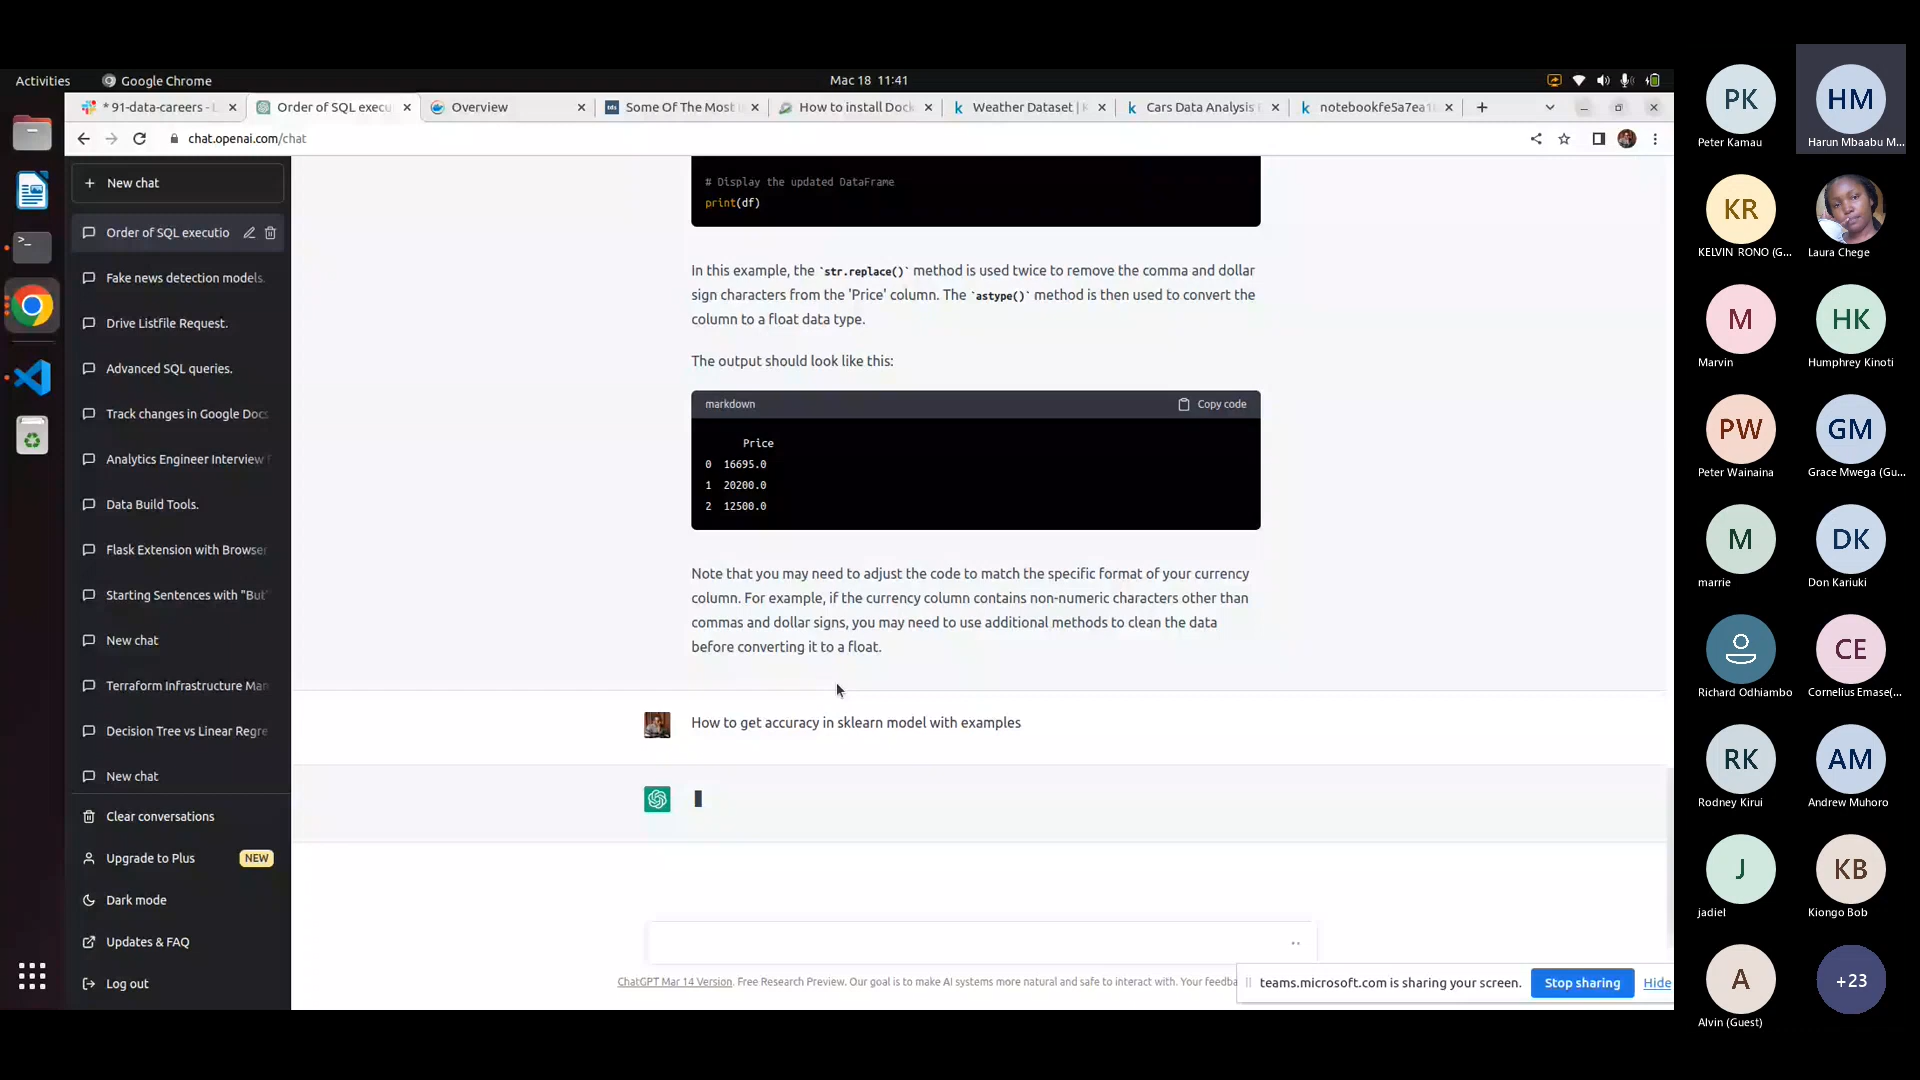 Activities
Google Chrome
Mac 18 11:41
* 91-data-careers -
Order of SQL execu
Overview
Some Of The Most
How to install Dock
Weather Dataset |
Cars Data Analysis
notebookfe5a7ea1
chat.openai.com/chat
New chat
Order of SQL executio
Fake news detection models.
Drive Listfile Request.
Advanced SQL queries.
Track changes in Google Docs
Analytics Engineer Interview
Data Build Tools.
Flask Extension with Browser
Starting Sentences with "But"
New chat
Terraform Infrastructure Man
Decision Tree vs Linear Regre
New chat
Clear conversations
Upgrade to Plus NEW
Dark mode
Updates & FAQ
Log out
# Display the updated DataFrame
print(df)
In this example, the `str.replace()` method is used twice to remove the comma and dollar
sign characters from the 'Price' column. The `astype()` method is then used to convert the
column to a float data type.
The output should look like this:
markdown
Copy code
Price
0 16695.0
1 20200.0
2 12500.0
Note that you may need to adjust the code to match the specific format of your currency
column. For example, if the currency column contains non-numeric characters other than
commas and dollar signs, you may need to use additional methods to clean the data
before converting it to a float.
How to get accuracy in sklearn model with examples
ChatGPT Mar 14 Version. Free Research Preview. Our goal is to make AI systems more natural and safe to interact with. Your feedba
teams.microsoft.com is sharing your screen.
Stop sharing
Hide
PK
Peter Kamau
HM
Harun Mbaabu M...
KR
KELVIN RONO (G...
Laura Chege
M
Marvin
HK
Humphrey Kinoti
PW
Peter Wainaina
GM
Grace Mwega (Gu...
M
marrie
DK
Don Kariuki
Richard Odhiambo
CE
Cornelius Emase(...
RK
Rodney Kirui
AM
Andrew Muhoro
J
jadiel
KB
Kiongo Bob
A
Alvin (Guest)
+23